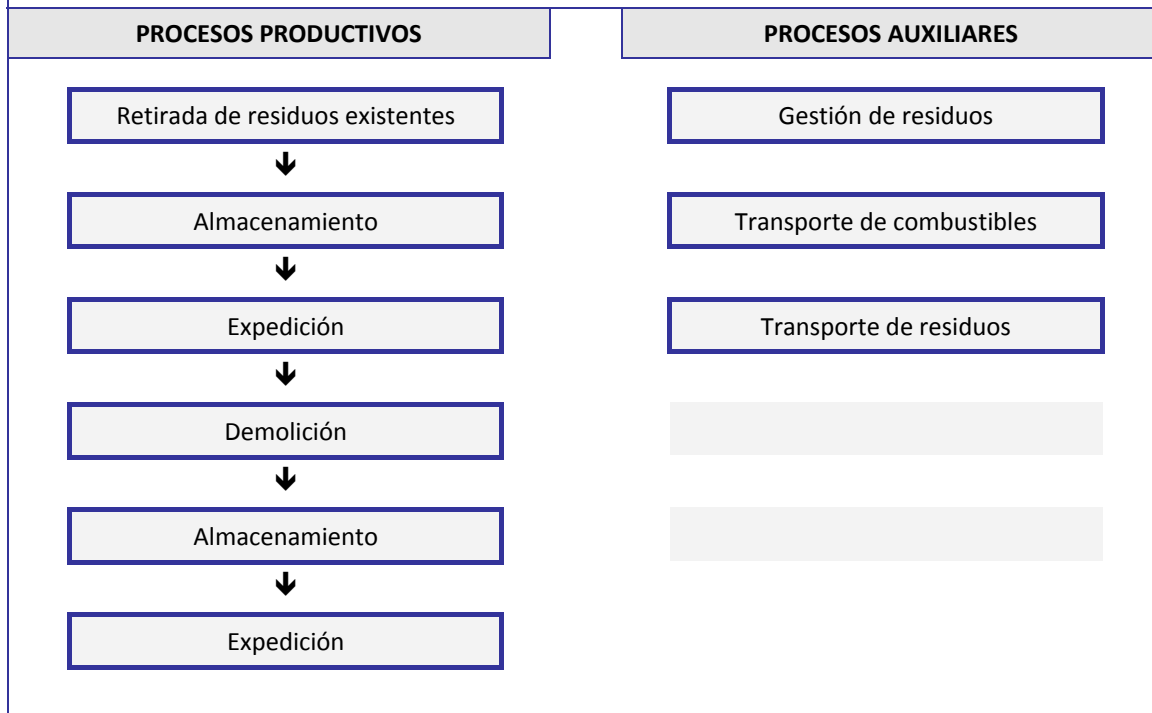 PROCESOS PRODUCTIVOS
PROCESOS AUXILIARES
Retirada de residuos existentes
Gestión de residuos
Almacenamiento
Transporte de combustibles
Expedición
Transporte de residuos
Demolición
Almacenamiento
Expedición